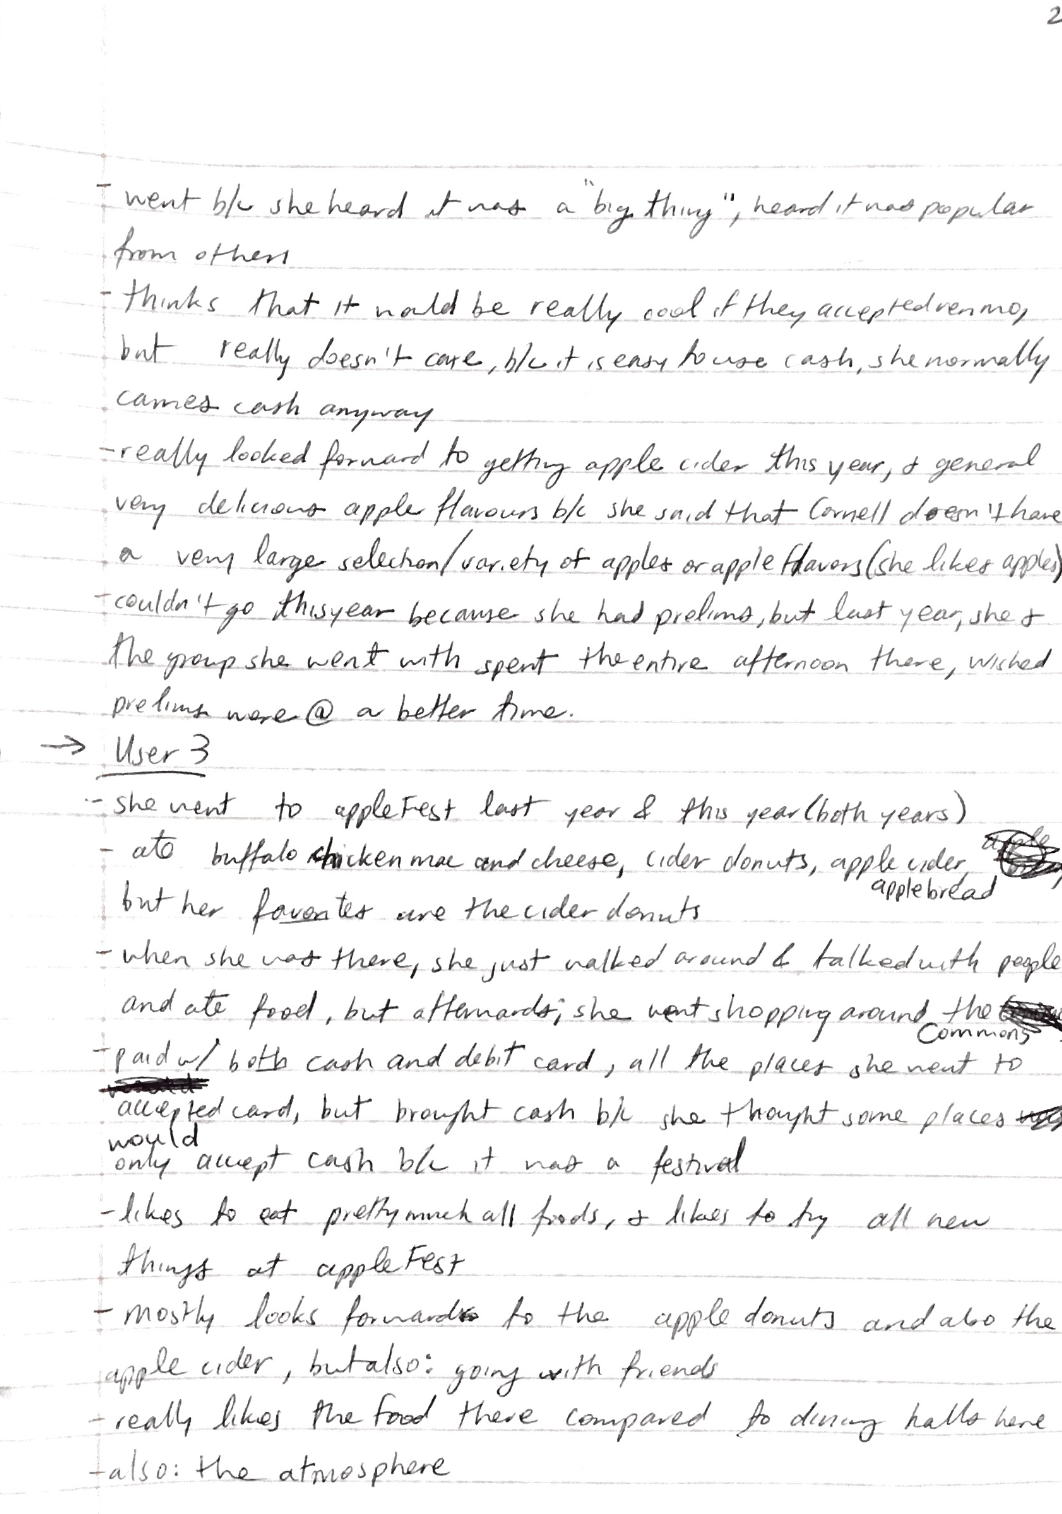 2
- went b/c she heard it was a "big thing", heard it was popular
from others
- thinks that it would be really cool if they accepted venmo,
but really doesn't care, b/c it is easy to use cash, she normally
carries cash anyway
- really looked forward to getting apple cider this year, & general
very delicious apple flavours b/c she said that Cornell doesn't have
a very large selection/variety of apples or apple flavors (she likes apples)
- couldn't go this year because she had prelims, but last year, she &
the group she went with spent the entire afternoon there, wished
prelims were @ a better time.
→ User 3
- she went to appleFest last year & this year (both years)
- ate buffalo chicken mac and cheese, cider donuts, apple cider,
apple bread
but her favorites are the cider donuts
- when she was there, she just walked around & talked with people
and ate food, but afterwards, she went shopping around the
Commons
- paid w/ both cash and debit card, all the places she went to
accepted card, but brought cash b/c she thought some places
would
only accept cash b/c it was a festival
- likes to eat pretty much all foods, & likes to try all new
things at appleFest
- mostly looks forward to the apple donuts and also the
apple cider, but also: going with friends
- really likes the food there compared to dining halls here
- also: the atmosphere